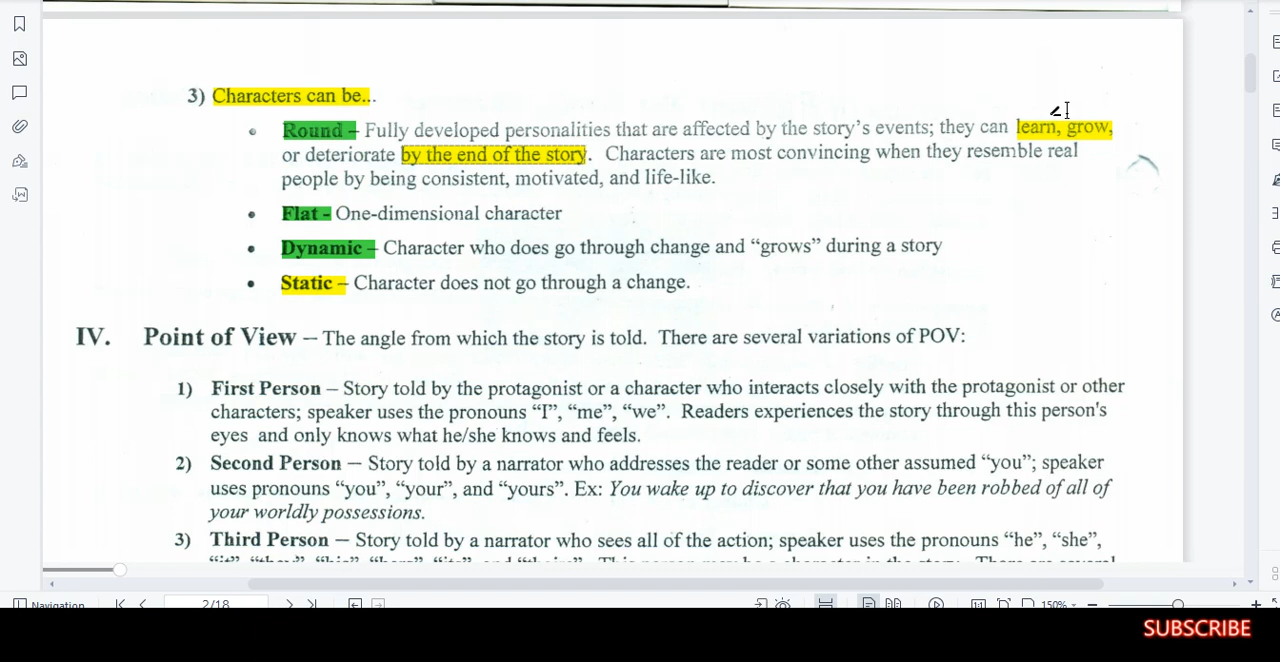 3) Characters can be...
• Round – Fully developed personalities that are affected by the story's events; they can learn, grow,
or deteriorate by the end of the story. Characters are most convincing when they resemble real
people by being consistent, motivated, and life-like.
• Flat - One-dimensional character
• Dynamic – Character who does go through change and “grows” during a story
• Static – Character does not go through a change.
IV. Point of View – The angle from which the story is told. There are several variations of POV:
1) First Person – Story told by the protagonist or a character who interacts closely with the protagonist or other
characters; speaker uses the pronouns “I”, “me”, “we”. Readers experiences the story through this person's
eyes and only knows what he/she knows and feels.
2) Second Person – Story told by a narrator who addresses the reader or some other assumed “you”; speaker
uses pronouns “you”, “your”, and “yours”. Ex: You wake up to discover that you have been robbed of all of
your worldly possessions.
3) Third Person – Story told by a narrator who sees all of the action; speaker uses the pronouns “he”, “she”,
Navigation 2/18 150%
SUBSCRIBE